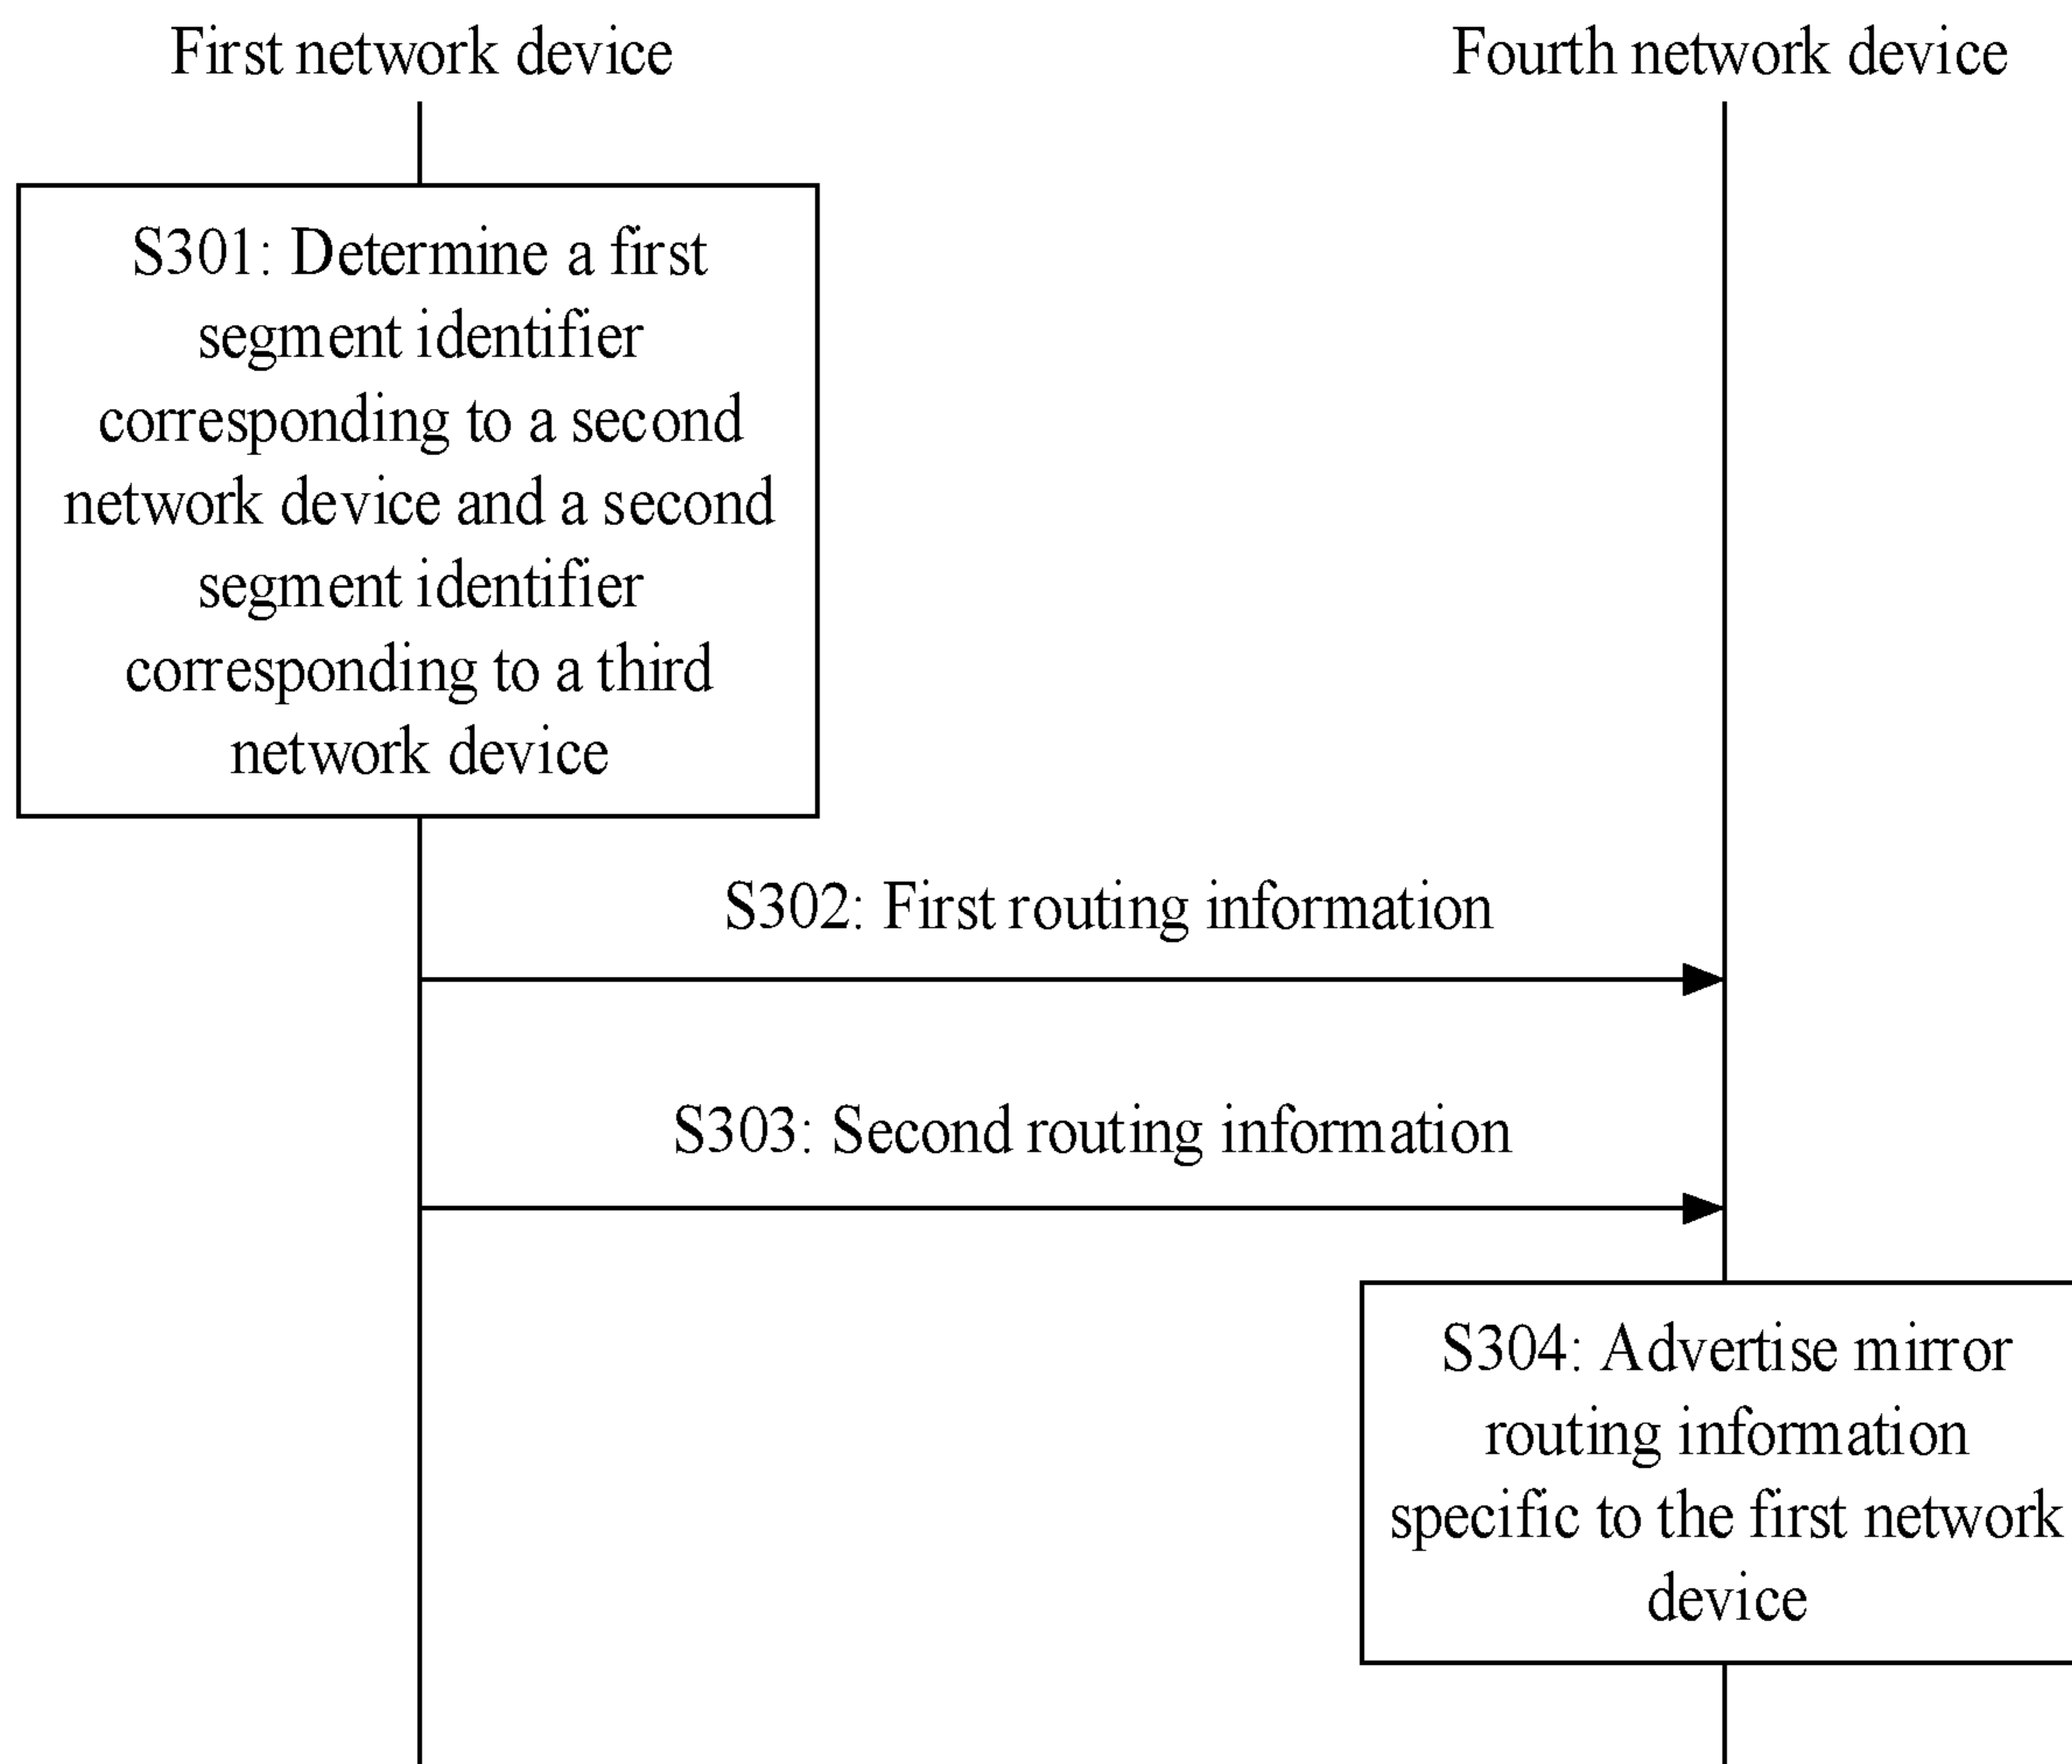 First network device
Fourth network device
S301: Determine a first
segment identifier
corresponding to a second
network device and a second
segment identifier
corresponding to a third
network device
S302: First routing information
S303: Second routing information
S304: Advertise mirror
routing information
specific to the first network
device